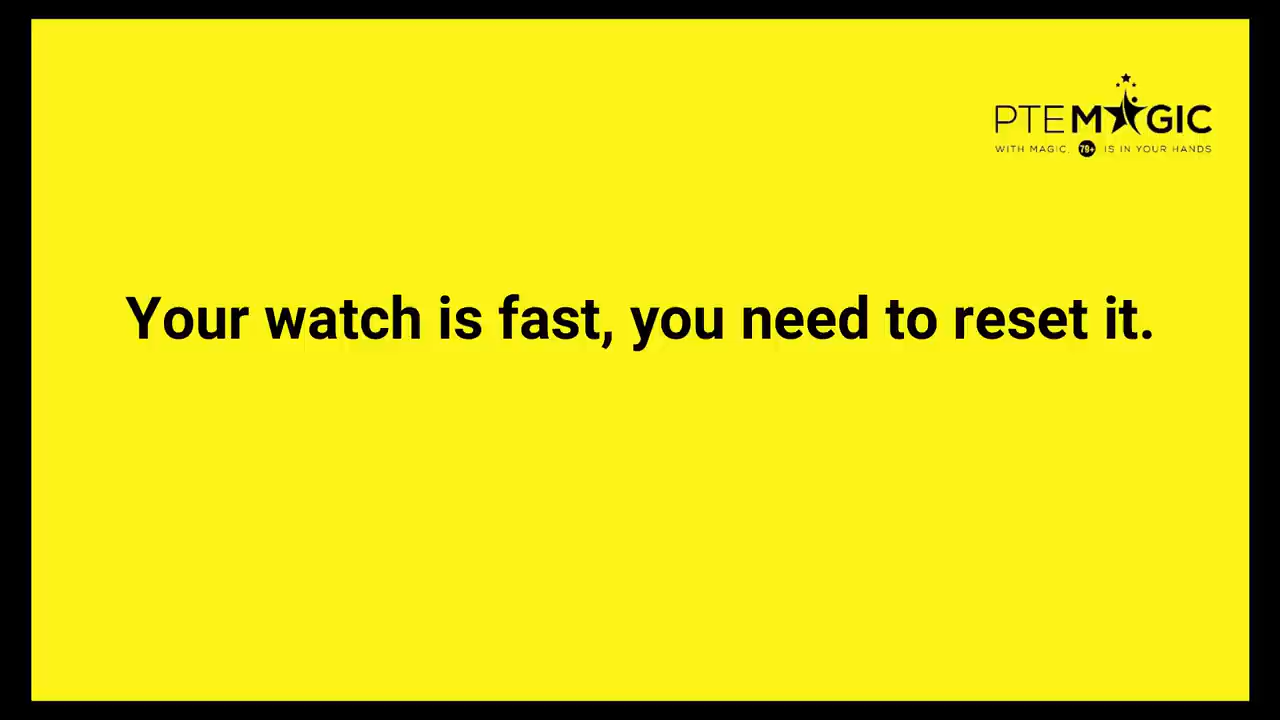 PTEMAGIC
WITH MAGIC, 79+ IS IN YOUR HANDS
Your watch is fast, you need to reset it.